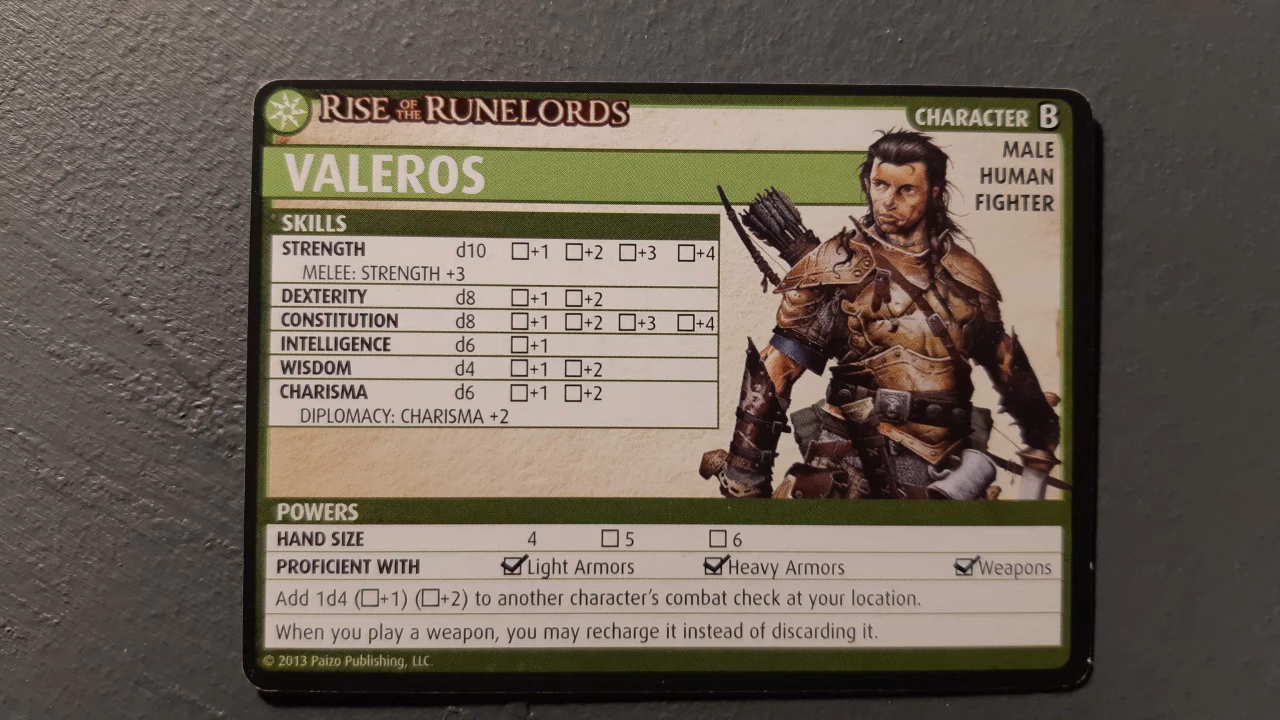 RISE OF THE RUNELORDS
CHARACTER B
VALEROS
MALE
HUMAN
FIGHTER
SKILLS
STRENGTH d10 ☐+1 ☐+2 ☐+3 ☐+4
MELEE: STRENGTH +3
DEXTERITY d8 ☐+1 ☐+2
CONSTITUTION d8 ☐+1 ☐+2 ☐+3 ☐+4
INTELLIGENCE d6 ☐+1
WISDOM d4 ☐+1 ☐+2
CHARISMA d6 ☐+1 ☐+2
DIPLOMACY: CHARISMA +2
POWERS
HAND SIZE 4 ☐ 5 ☐ 6
PROFICIENT WITH ☑ Light Armors ☑ Heavy Armors ☑ Weapons
Add 1d4 (☐+1) (☐+2) to another character's combat check at your location.
When you play a weapon, you may recharge it instead of discarding it.
© 2013 Paizo Publishing, LLC.